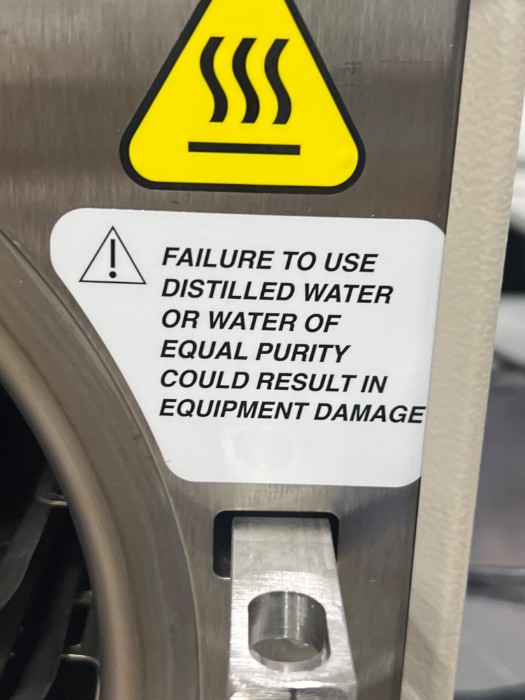 FAILURE TO USE
DISTILLED WATER
OR WATER OF
EQUAL PURITY
COULD RESULT IN
EQUIPMENT DAMAGE